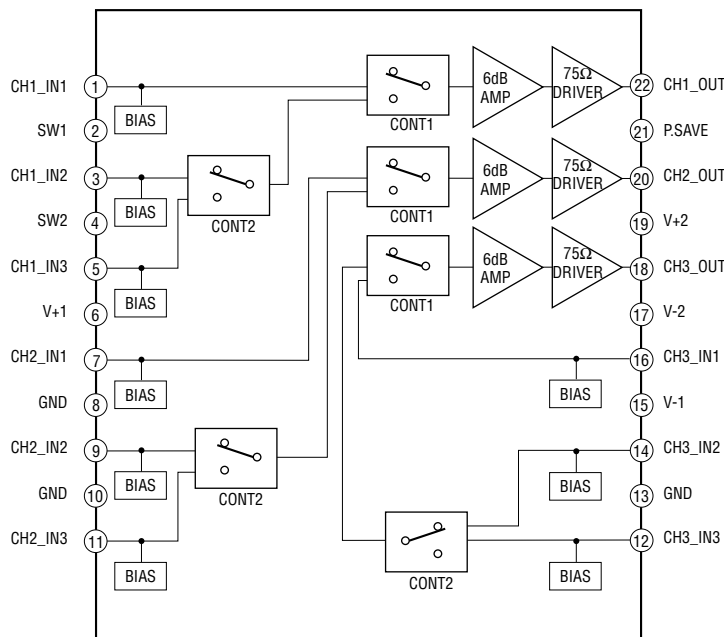 CH1_IN1
1
BIAS
SW1
2
CH1_IN2
3
BIAS
SW2
4
CONT2
CH1_IN3
5
BIAS
V+1
6
CH2_IN1
7
BIAS
GND
8
CH2_IN2
9
BIAS
GND
10
CONT2
CH2_IN3
11
BIAS
CONT1
6dB
AMP
75Ω
DRIVER
22
CH1_OUT
21
P.SAVE
CONT1
6dB
AMP
75Ω
DRIVER
20
CH2_OUT
19
V+2
CONT1
6dB
AMP
75Ω
DRIVER
18
CH3_OUT
17
V-2
16
CH3_IN1
BIAS
15
V-1
14
CH3_IN2
BIAS
13
GND
12
CH3_IN3
BIAS
CONT2